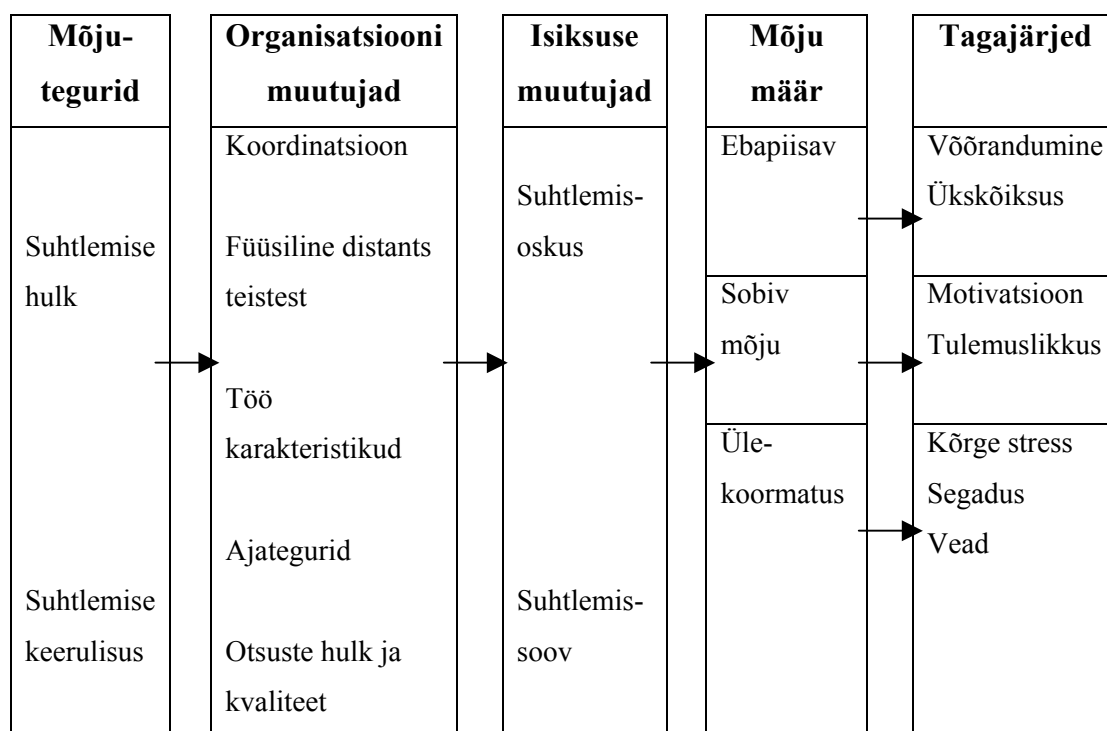 Mõju-
tegurid
Suhtlemise
hulk
Suhtlemise
keerulisus
Organisatsiooni
muutujad
Koordinatsioon
Füüsiline distants
teistest
Töö
karakteristikud
Ajategurid
Otsuste hulk ja
kvaliteet
Isiksuse
muutujad
Suhtlemis-
oskus
Suhtlemis-
soov
Mõju
määr
Ebapiisav
Sobiv
mõju
Üle-
koormatus
Tagajärjed
Võõrandumine
Ükskõiksus
Motivatsioon
Tulemuslikkus
Kõrge stress
Segadus
Vead